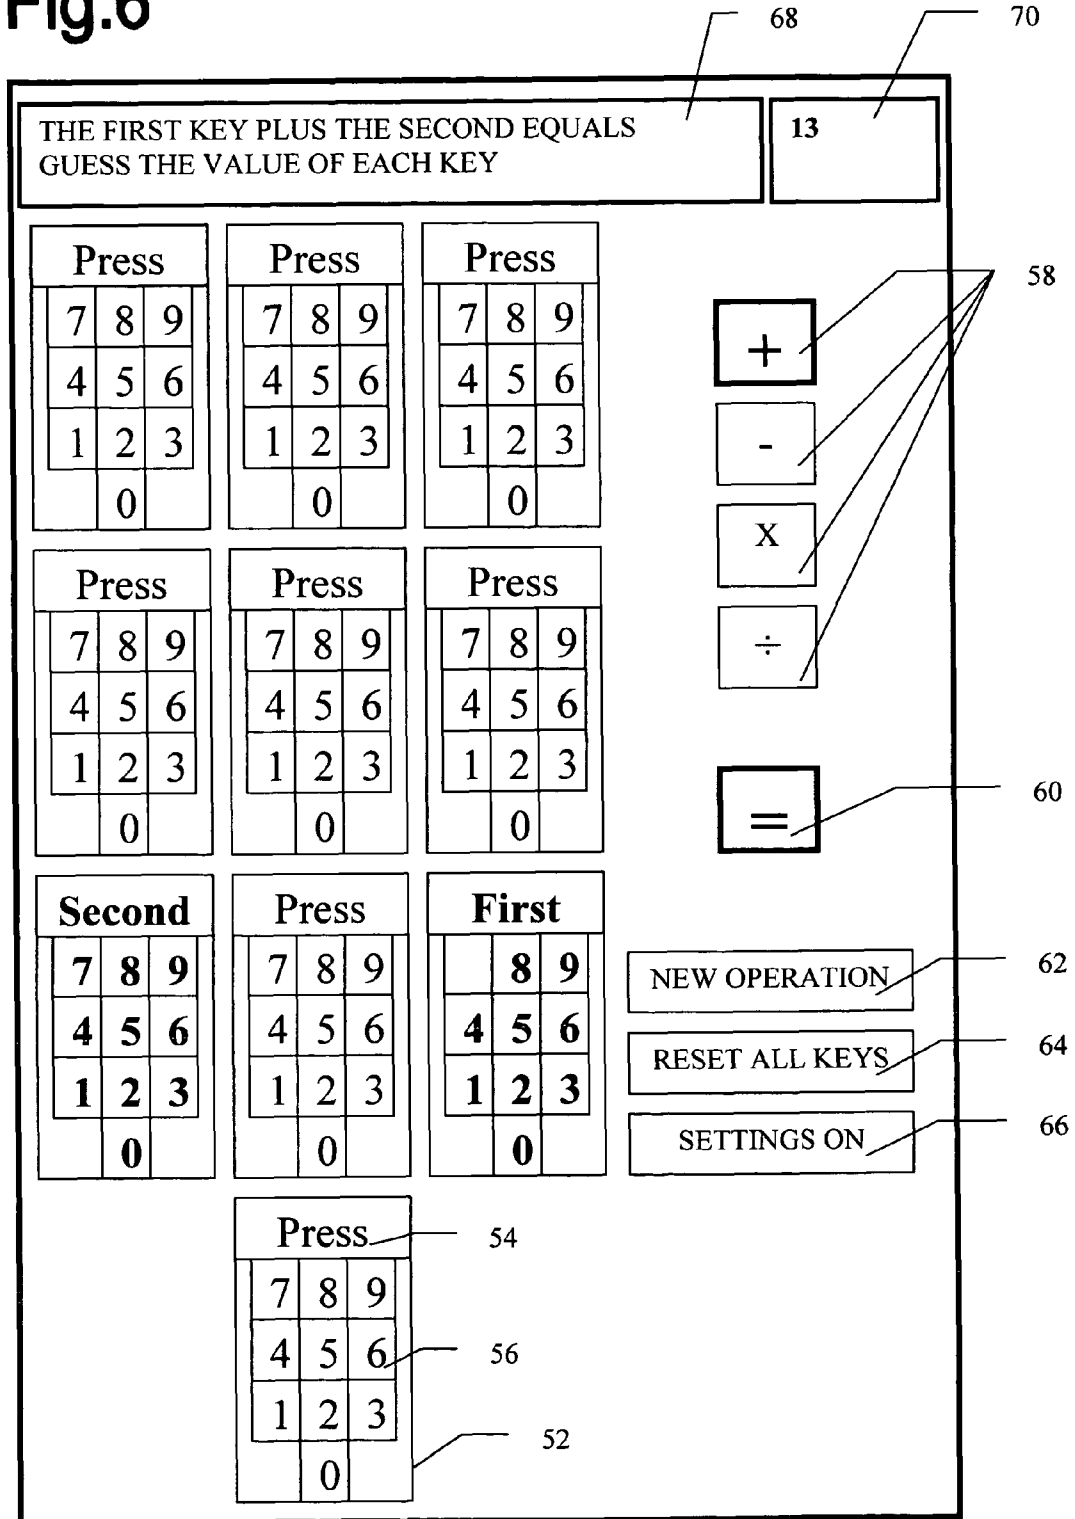 Fig.6
68 70
THE FIRST KEY PLUS THE SECOND EQUALS 13
GUESS THE VALUE OF EACH KEY
Press Press Press
7 8 9 7 8 9 7 8 9
4 5 6 4 5 6 4 5 6
1 2 3 1 2 3 1 2 3
0 0 0
58
+
-
X
÷
Press Press Press
7 8 9 7 8 9 7 8 9
4 5 6 4 5 6 4 5 6
1 2 3 1 2 3 1 2 3
0 0 0
= 60
Second Press First
7 8 9 7 8 9 8 9
4 5 6 4 5 6 4 5 6
1 2 3 1 2 3 1 2 3
0 0 0
NEW OPERATION 62
RESET ALL KEYS 64
SETTINGS ON 66
Press 54
7 8 9
4 5 6 56
1 2 3
0 52